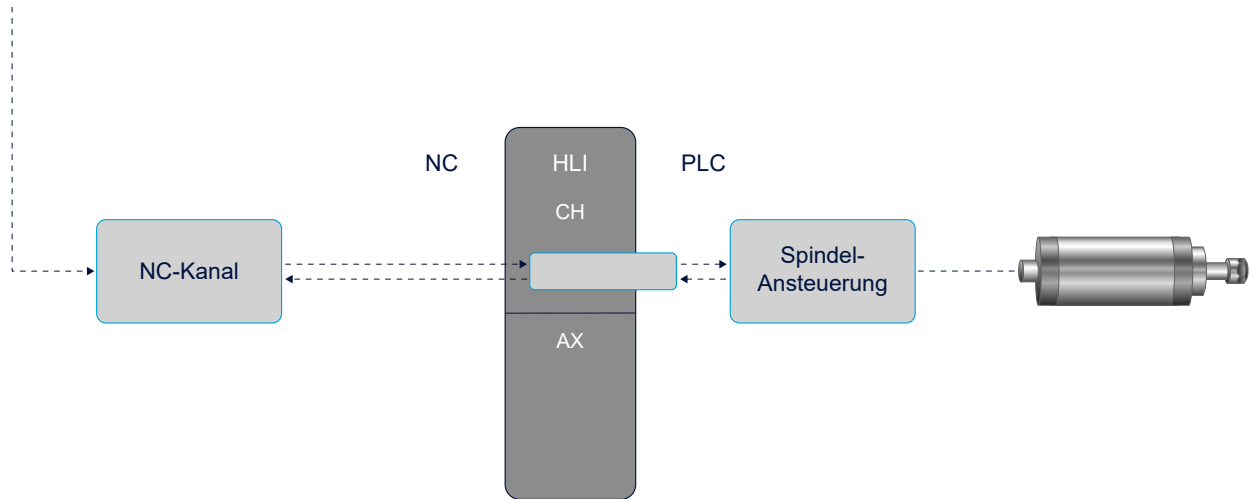 NC
HLI
PLC
CH
NC-Kanal
Spindel-
Ansteuerung
AX